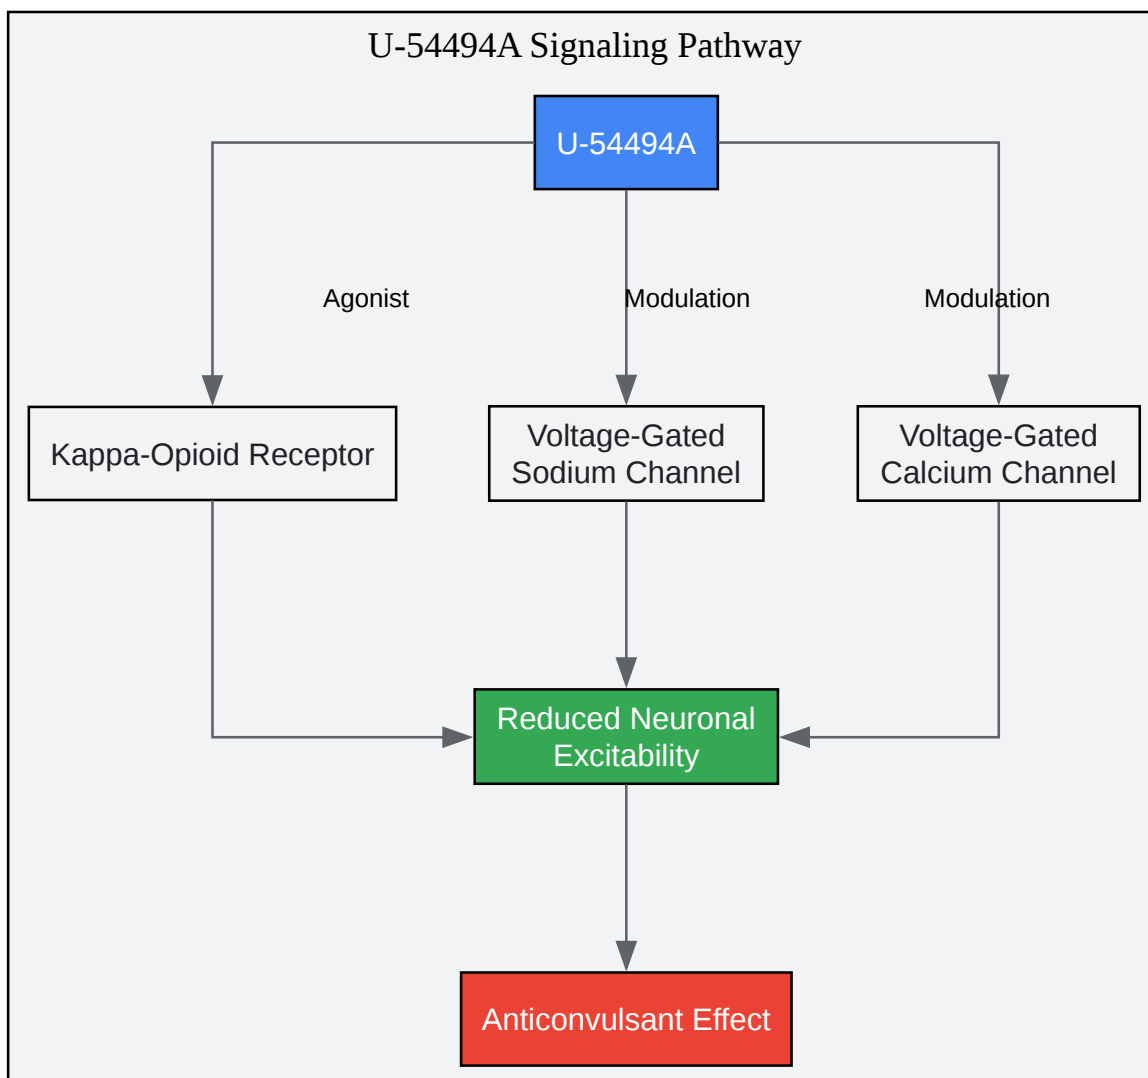 U-54494A Signaling Pathway
U-54494A
Agonist
Modulation
Modulation
Kappa-Opioid Receptor
Voltage-Gated
Sodium Channel
Voltage-Gated
Calcium Channel
Reduced Neuronal
Excitability
Anticonvulsant Effect